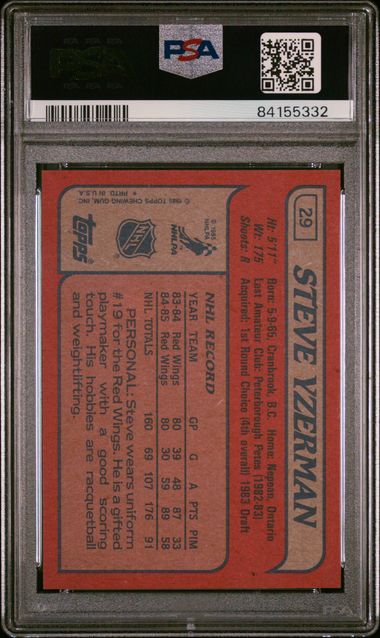 PSA
84155332
29
STEVE YZERMAN
Ht: 5'11" Born: 5-9-65, Cranbrook, B.C. Home: Nepean, Ontario
Wt: 175 Last Amateur Club: Peterborough Petes (1982-83)
Shoots: R Acquired: 1st Round Choice (4th overall) 1983 Draft
NHL RECORD
YEAR TEAM GP G A PTS PIM
83-84 Red Wings 80 39 48 87 33
84-85 Red Wings 80 30 59 89 58
NHL TOTALS 160 69 107 176 91
PERSONAL: Steve wears uniform
#19 for the Red Wings. He is a gifted
playmaker with a good scoring
touch. His hobbies are racquetball
and weightlifting.
© 1985
NHLPA
NHL
topps
© 1985 TOPPS CHEWING GUM, INC.
* PRTD. IN U.S.A.